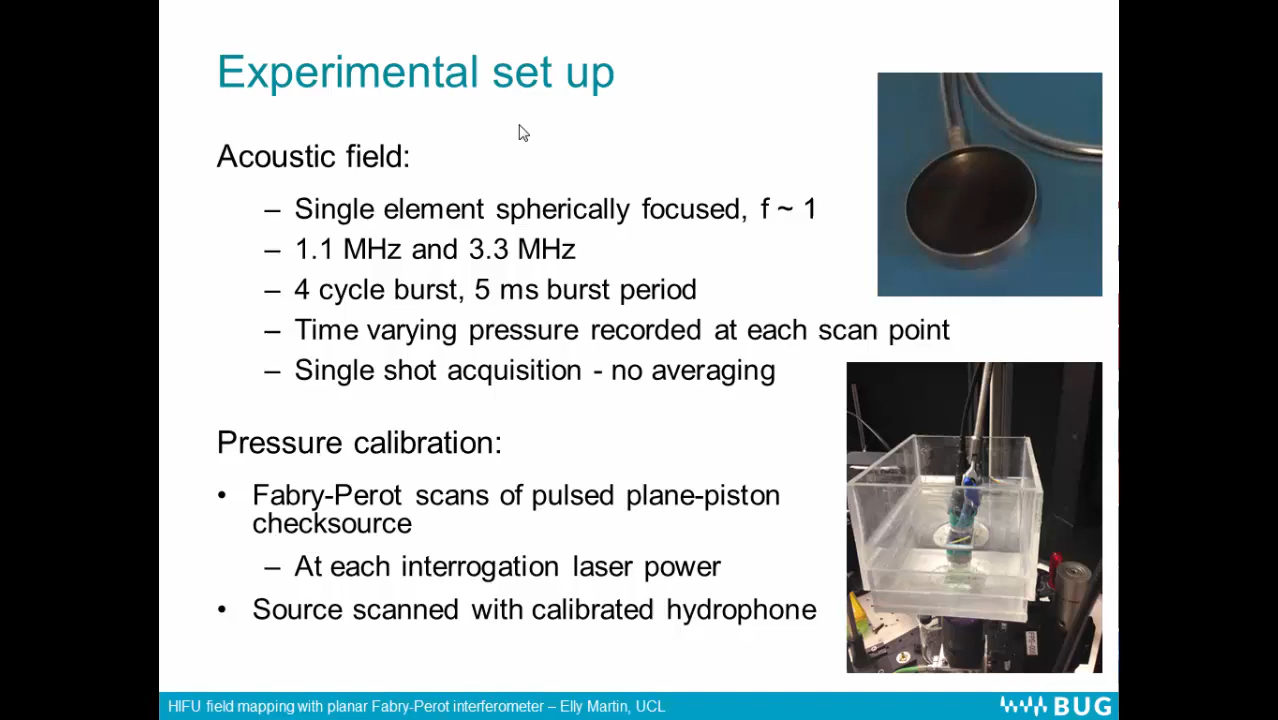 Experimental set up
Acoustic field:
– Single element spherically focused, f ~ 1
– 1.1 MHz and 3.3 MHz
– 4 cycle burst, 5 ms burst period
– Time varying pressure recorded at each scan point
– Single shot acquisition - no averaging
Pressure calibration:
• Fabry-Perot scans of pulsed plane-piston
checksource
– At each interrogation laser power
• Source scanned with calibrated hydrophone
HIFU field mapping with planar Fabry-Perot interferometer – Elly Martin, UCL
BUG